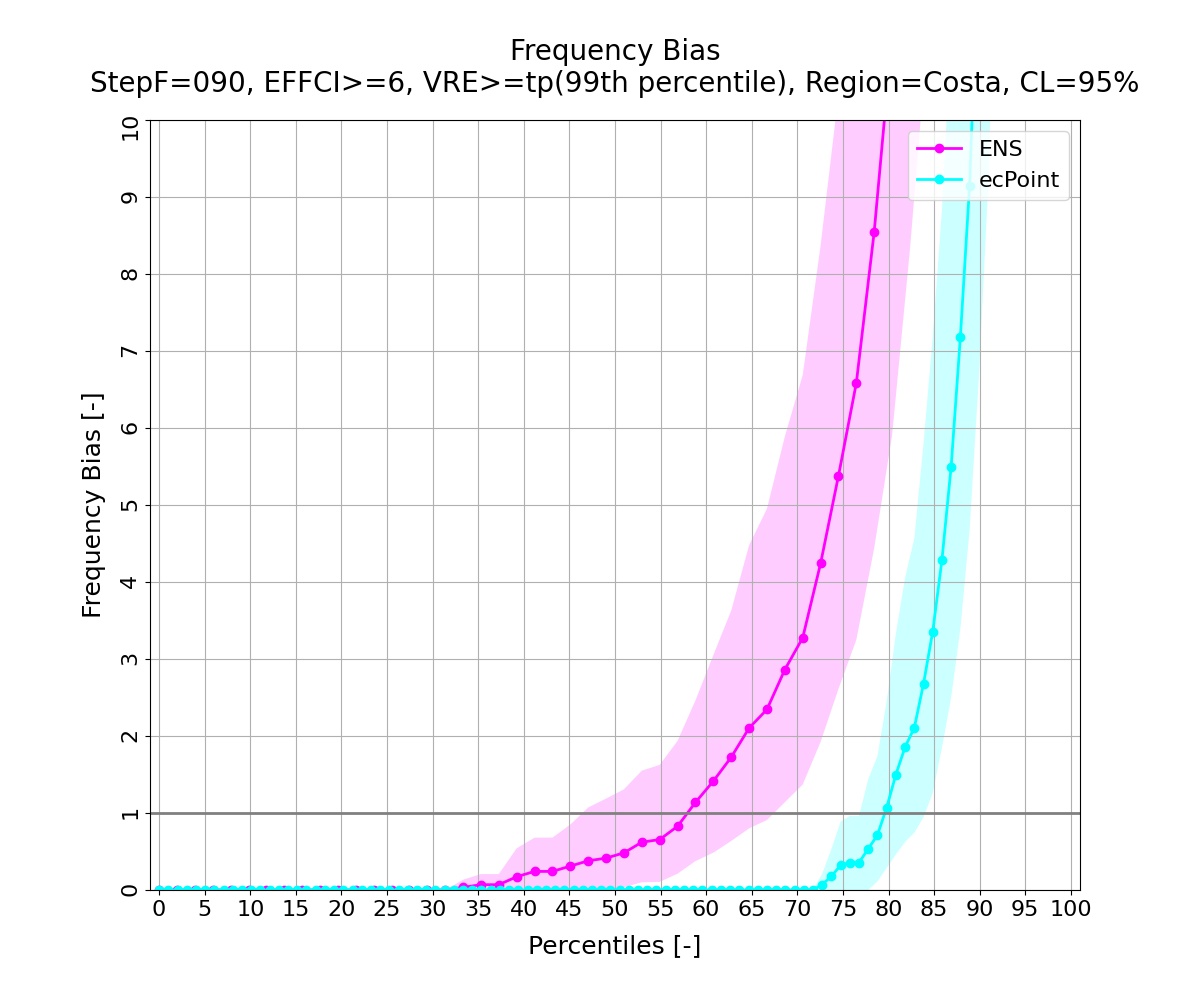 Frequency Bias
StepF=090, EFFCI>=6, VRE>=tp(99th percentile), Region=Costa, CL=95%
10
9
8
7
6
5
4
3
2
1
0
Frequency Bias [-]
ENS
ecPoint
0 5 10 15 20 25 30 35 40 45 50 55 60 65 70 75 80 85 90 95 100
Percentiles [-]